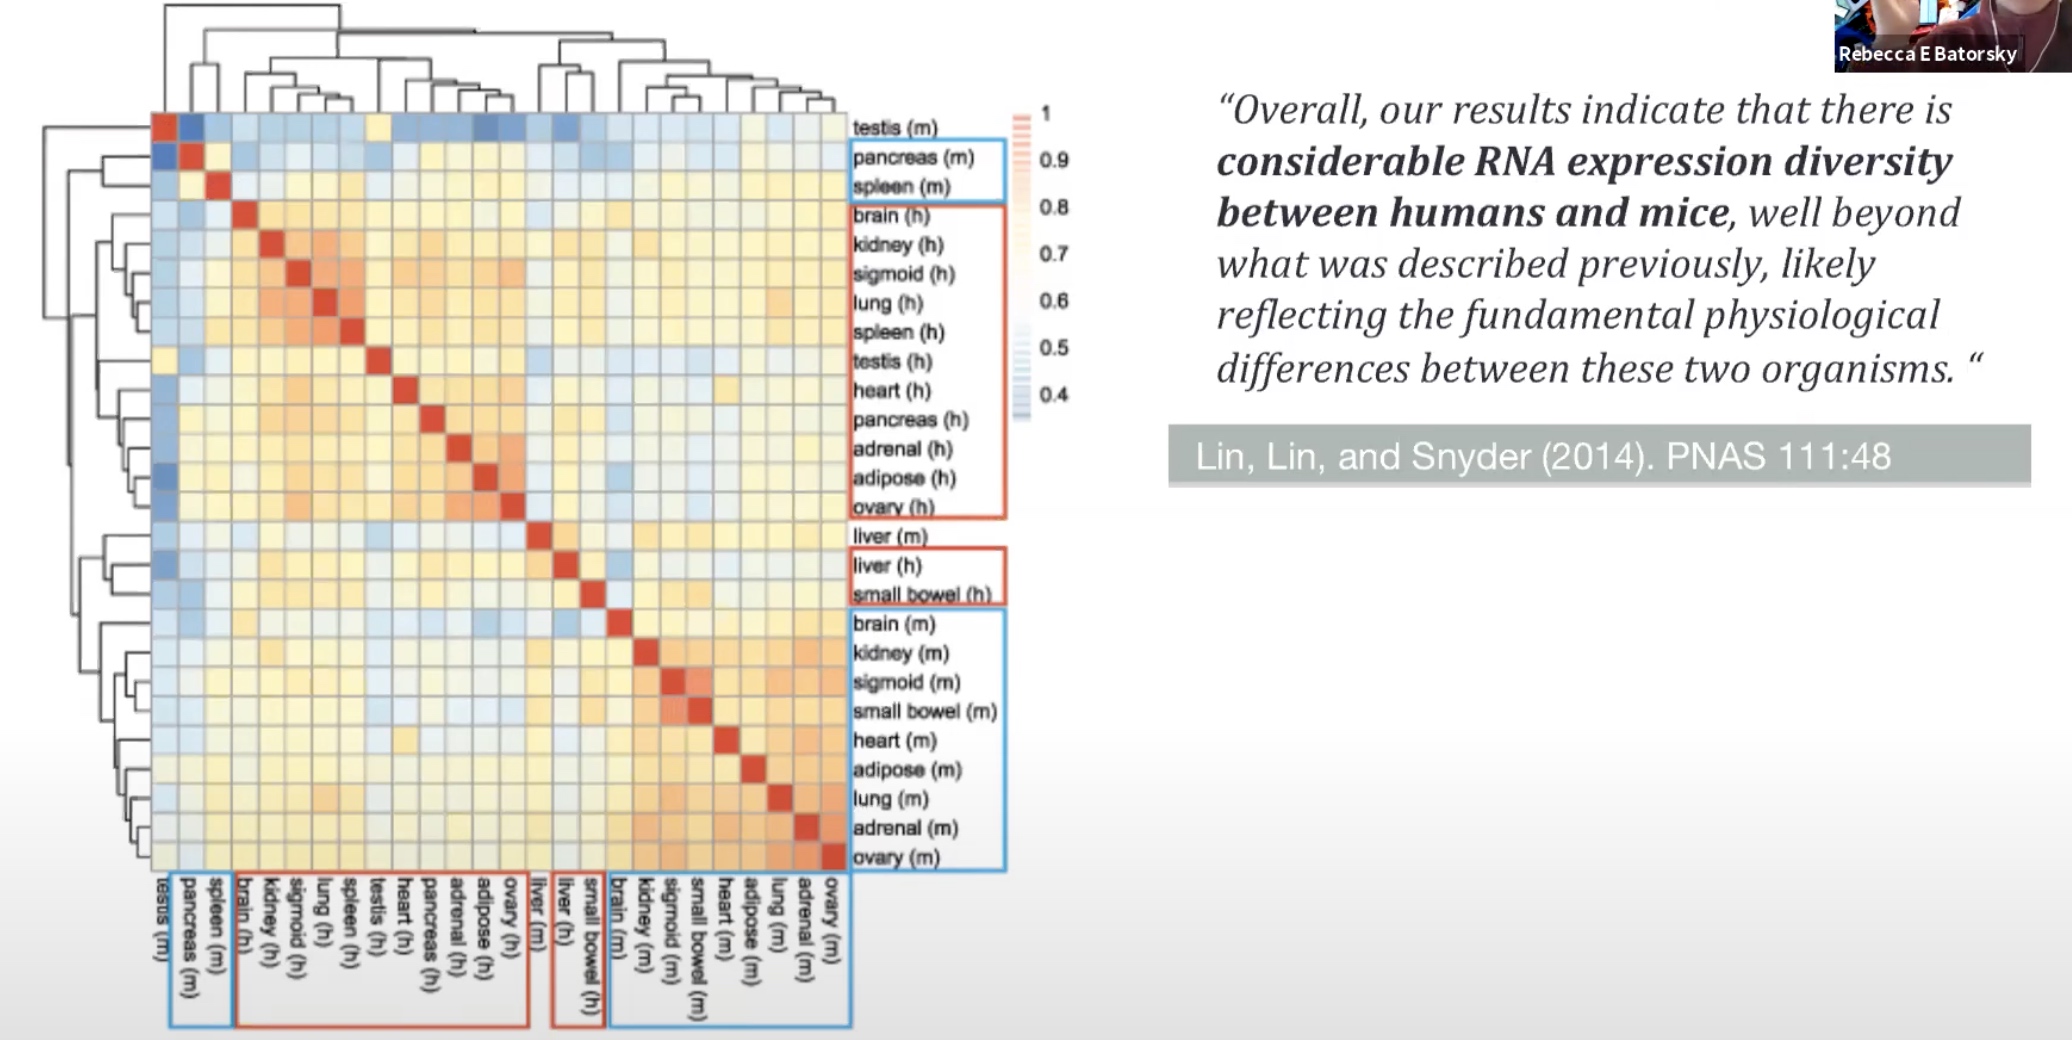 Rebecca E Batorsky
“Overall, our results indicate that there is
considerable RNA expression diversity
between humans and mice, well beyond
what was described previously, likely
reflecting the fundamental physiological
differences between these two organisms. “
Lin, Lin, and Snyder (2014). PNAS 111:48
testis (m)
pancreas (m)
spleen (m)
brain (h)
kidney (h)
sigmoid (h)
lung (h)
spleen (h)
testis (h)
heart (h)
pancreas (h)
adrenal (h)
adipose (h)
ovary (h)
liver (m)
liver (h)
small bowel (h)
brain (m)
kidney (m)
sigmoid (m)
small bowel (m)
heart (m)
adipose (m)
lung (m)
adrenal (m)
ovary (m)
1
0.9
0.8
0.7
0.6
0.5
0.4
testis (m)
pancreas (m)
spleen (m)
brain (h)
kidney (h)
sigmoid (h)
lung (h)
spleen (h)
testis (h)
heart (h)
pancreas (h)
adrenal (h)
adipose (h)
ovary (h)
liver (m)
liver (h)
small bowel (h)
brain (m)
kidney (m)
sigmoid (m)
small bowel (m)
heart (m)
adipose (m)
lung (m)
adrenal (m)
ovary (m)